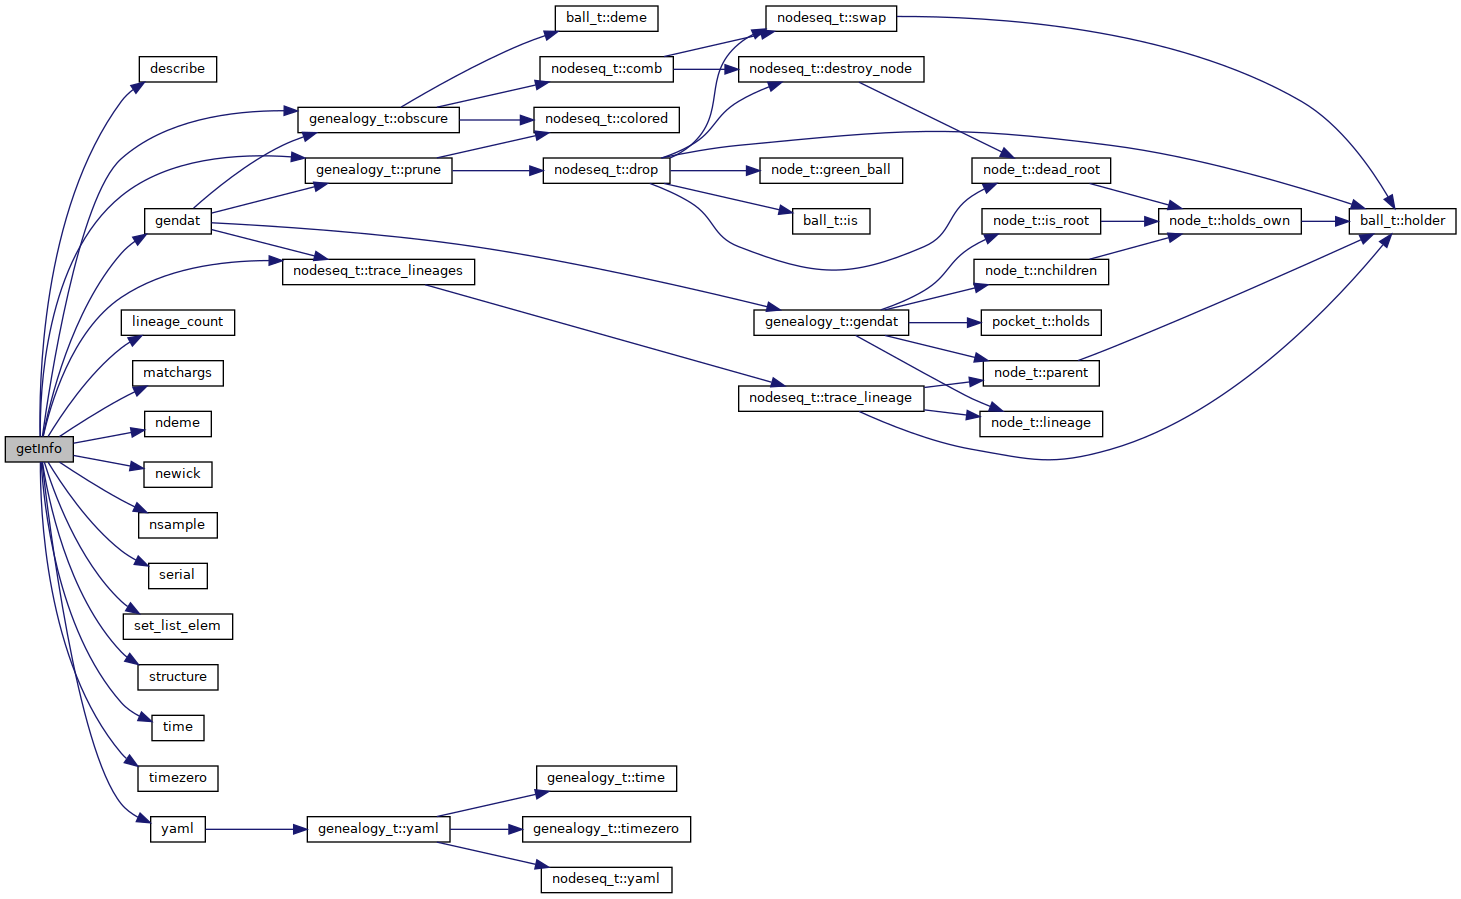 getInfo
describe
gendat
lineage_count
matchargs
ndeme
newick
nsample
serial
set_list_elem
structure
time
timezero
yaml
genealogy_t::obscure
genealogy_t::prune
nodeseq_t::trace_lineages
genealogy_t::yaml
ball_t::deme
nodeseq_t::comb
nodeseq_t::colored
nodeseq_t::drop
genealogy_t::time
genealogy_t::timezero
nodeseq_t::yaml
nodeseq_t::swap
nodeseq_t::destroy_node
node_t::green_ball
ball_t::is
genealogy_t::gendat
nodeseq_t::trace_lineage
node_t::dead_root
node_t::is_root
node_t::nchildren
pocket_t::holds
node_t::parent
node_t::lineage
node_t::holds_own
ball_t::holder